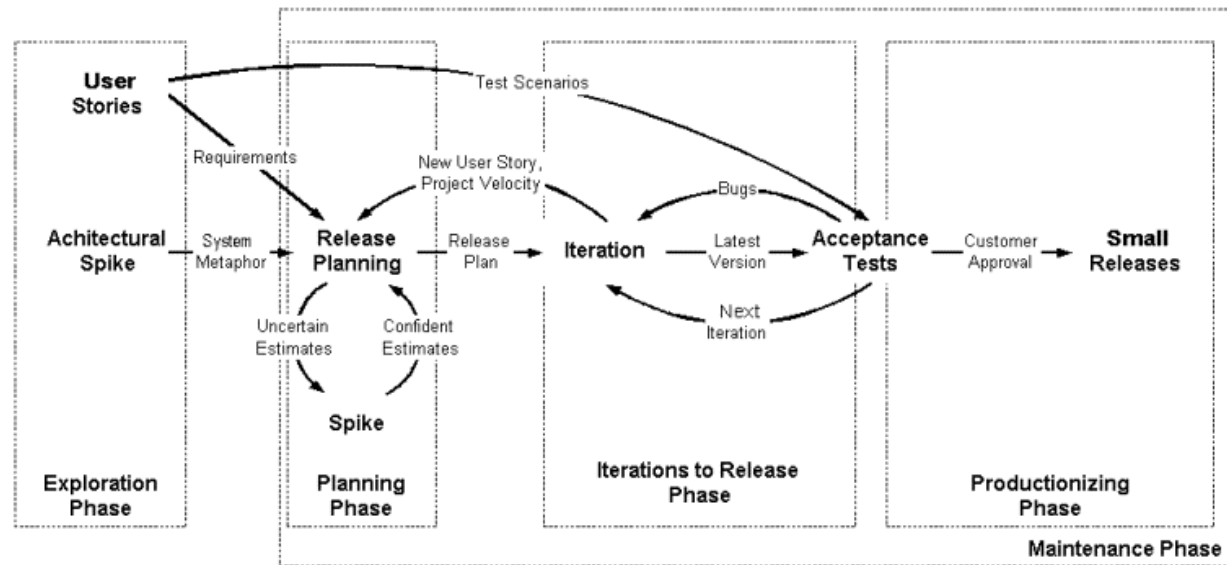 User
Stories
Test Scenarios
Requirements
New User Story,
Project Velocity
Bugs
Achitectural
Spike
System
Metaphor
Release
Planning
Release
Plan
Iteration
Latest
Version
Acceptance
Tests
Customer
Approval
Small
Releases
Uncertain
Estimates
Confident
Estimates
Next
Iteration
Spike
Exploration
Phase
Planning
Phase
Iterations to Release
Phase
Productionizing
Phase
Maintenance Phase